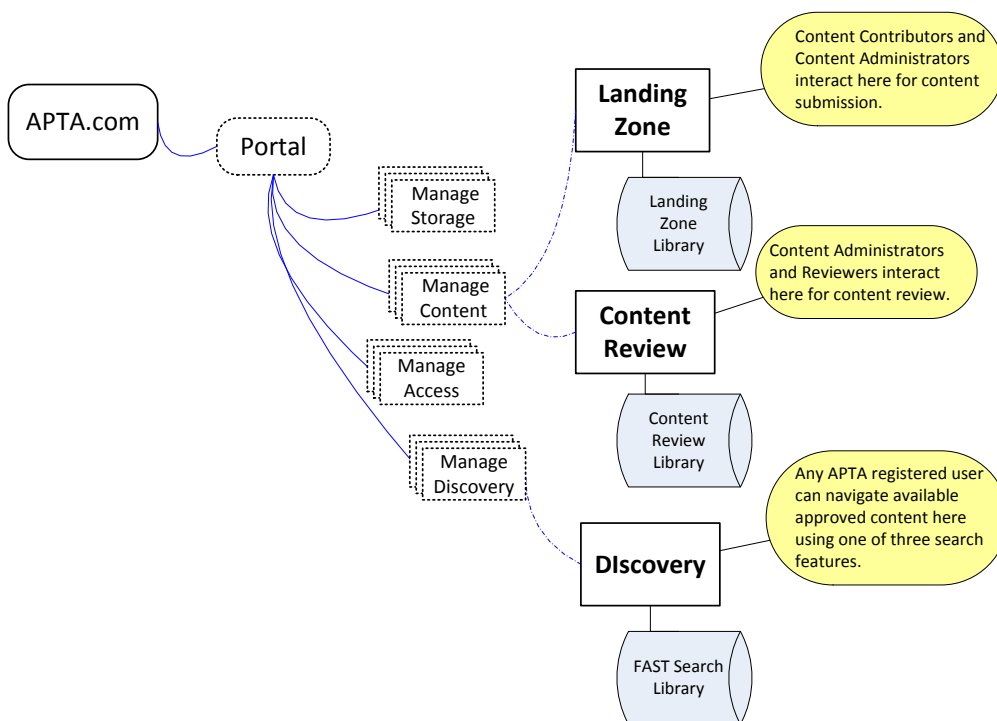 APTA.com
Portal
Manage
Storage
Manage
Content
Manage
Access
Manage
Discovery
Landing
Zone
Landing
Zone
Library
Content Contributors and
Content Administrators
interact here for content
submission.
Content
Review
Content
Review
Library
Content Administrators
and Reviewers interact
here for content review.
DIscovery
FAST Search
Library
Any APTA registered user
can navigate available
approved content here
using one of three search
features.